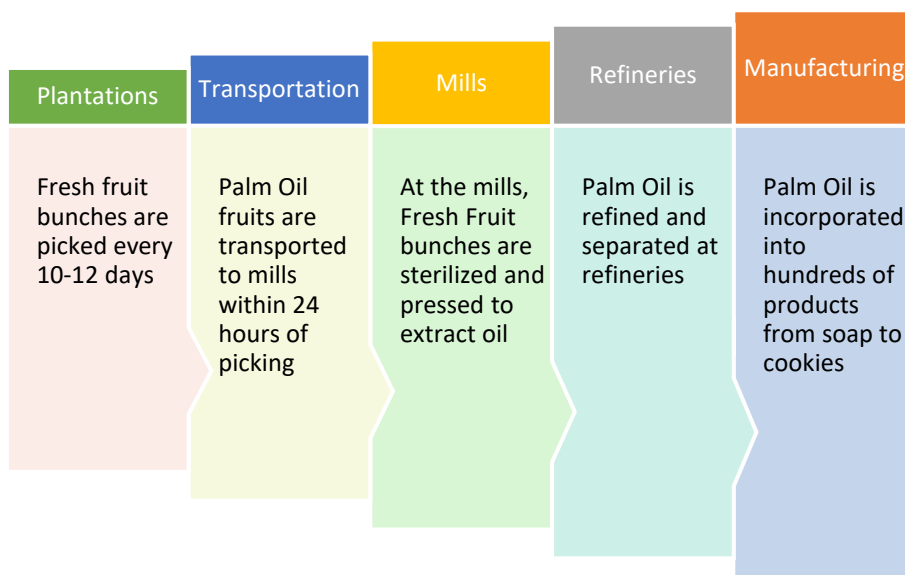 Plantations
Fresh fruit
bunches are
picked every
10-12 days
Transportation
Palm Oil
fruits are
transported
to mills
within 24
hours of
picking
Mills
At the mills,
Fresh Fruit
bunches are
sterilized and
pressed to
extract oil
Refineries
Palm Oil is
refined and
separated at
refineries
Manufacturing
Palm Oil is
incorporated
into
hundreds of
products
from soap to
cookies